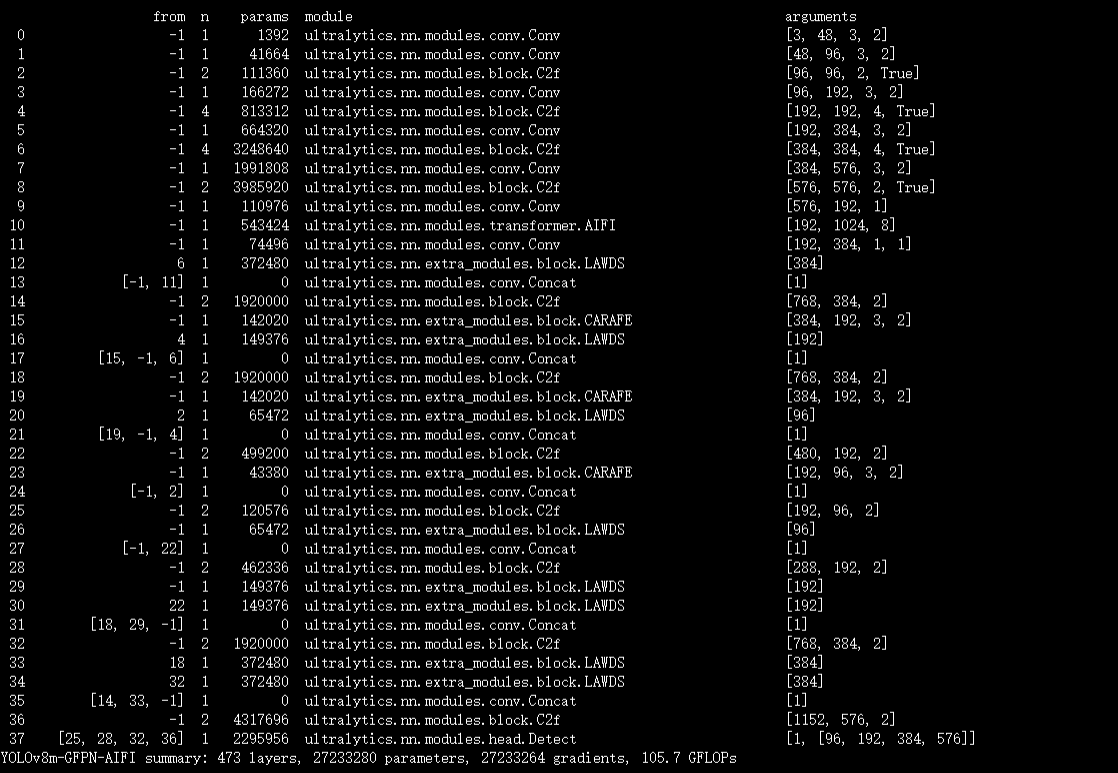 from n params module arguments
0 -1 1 1392 ultralytics.nn.modules.conv.Conv [3, 48, 3, 2]
1 -1 1 41664 ultralytics.nn.modules.conv.Conv [48, 96, 3, 2]
2 -1 2 111360 ultralytics.nn.modules.block.C2f [96, 96, 2, True]
3 -1 1 166272 ultralytics.nn.modules.conv.Conv [96, 192, 3, 2]
4 -1 4 813312 ultralytics.nn.modules.block.C2f [192, 192, 4, True]
5 -1 1 664320 ultralytics.nn.modules.conv.Conv [192, 384, 3, 2]
6 -1 4 3248640 ultralytics.nn.modules.block.C2f [384, 384, 4, True]
7 -1 1 1991808 ultralytics.nn.modules.conv.Conv [384, 576, 3, 2]
8 -1 2 3985920 ultralytics.nn.modules.block.C2f [576, 576, 2, True]
9 -1 1 110976 ultralytics.nn.modules.conv.Conv [576, 192, 1]
10 -1 1 543424 ultralytics.nn.modules.transformer.AIFI [192, 1024, 8]
11 -1 1 74496 ultralytics.nn.modules.conv.Conv [192, 384, 1, 1]
12 6 1 372480 ultralytics.nn.extra_modules.block.LAWDS [384]
13 [-1, 11] 1 0 ultralytics.nn.modules.conv.Concat [1]
14 -1 2 1920000 ultralytics.nn.modules.block.C2f [768, 384, 2]
15 -1 1 142020 ultralytics.nn.extra_modules.block.CARAFE [384, 192, 3, 2]
16 4 1 149376 ultralytics.nn.extra_modules.block.LAWDS [192]
17 [15, -1, 6] 1 0 ultralytics.nn.modules.conv.Concat [1]
18 -1 2 1920000 ultralytics.nn.modules.block.C2f [768, 384, 2]
19 -1 1 142020 ultralytics.nn.extra_modules.block.CARAFE [384, 192, 3, 2]
20 2 1 65472 ultralytics.nn.extra_modules.block.LAWDS [96]
21 [19, -1, 4] 1 0 ultralytics.nn.modules.conv.Concat [1]
22 -1 2 499200 ultralytics.nn.modules.block.C2f [480, 192, 2]
23 -1 1 43380 ultralytics.nn.extra_modules.block.CARAFE [192, 96, 3, 2]
24 [-1, 2] 1 0 ultralytics.nn.modules.conv.Concat [1]
25 -1 2 120576 ultralytics.nn.modules.block.C2f [192, 96, 2]
26 -1 1 65472 ultralytics.nn.extra_modules.block.LAWDS [96]
27 [-1, 22] 1 0 ultralytics.nn.modules.conv.Concat [1]
28 -1 2 462336 ultralytics.nn.modules.block.C2f [288, 192, 2]
29 -1 1 149376 ultralytics.nn.extra_modules.block.LAWDS [192]
30 22 1 149376 ultralytics.nn.extra_modules.block.LAWDS [192]
31 [18, 29, -1] 1 0 ultralytics.nn.modules.conv.Concat [1]
32 -1 2 1920000 ultralytics.nn.modules.block.C2f [768, 384, 2]
33 18 1 372480 ultralytics.nn.extra_modules.block.LAWDS [384]
34 32 1 372480 ultralytics.nn.extra_modules.block.LAWDS [384]
35 [14, 33, -1] 1 0 ultralytics.nn.modules.conv.Concat [1]
36 -1 2 4317696 ultralytics.nn.modules.block.C2f [1152, 576, 2]
37 [25, 28, 32, 36] 1 2295956 ultralytics.nn.modules.head.Detect [1, [96, 192, 384, 576]]
YOLOv8m-GFPN-AIFI summary: 473 layers, 27233280 parameters, 27233264 gradients, 105.7 GFLOPs